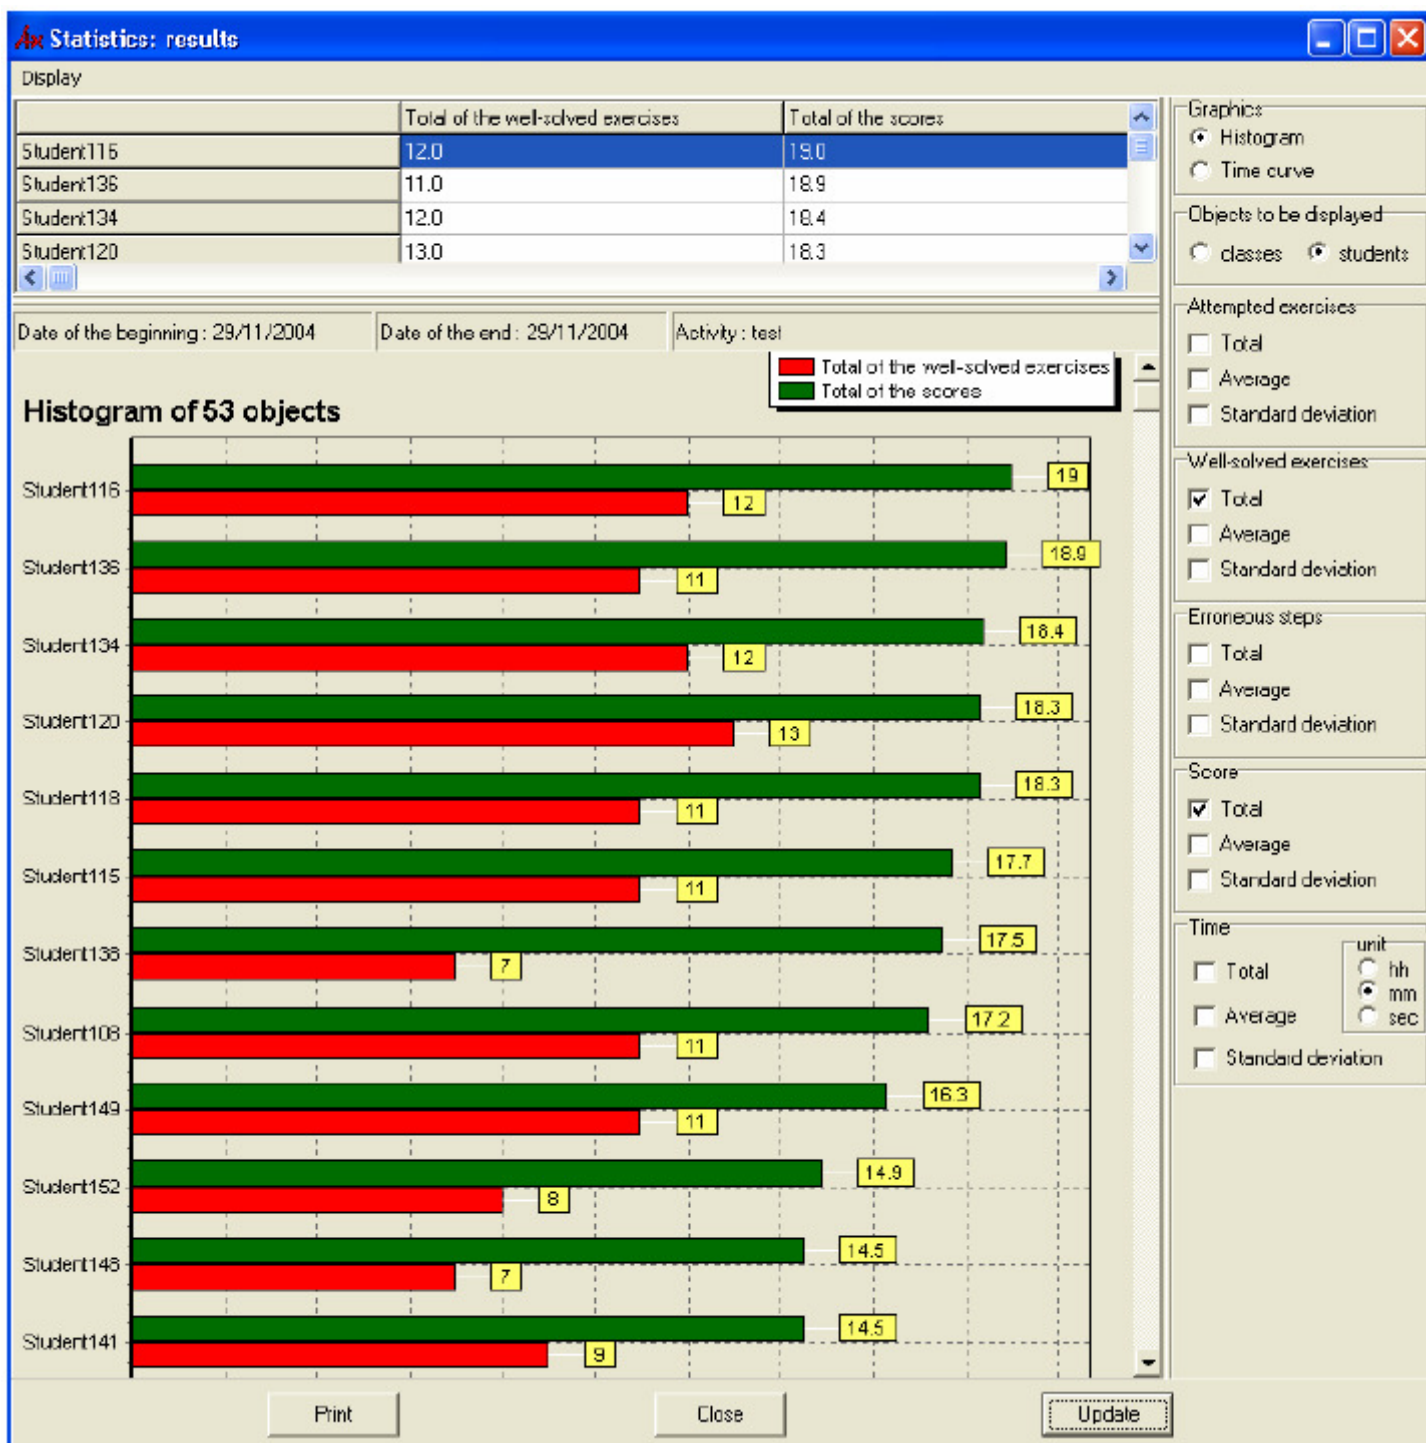 Statistics: results
Display
Total of the well-solved exercises Total of the scores
Student116 12.0 19.0
Student136 11.0 18.9
Student134 12.0 18.4
Student120 13.0 18.3
Date of the beginning : 29/11/2004 Date of the end : 29/11/2004 Activity : test
Total of the well-solved exercises
Total of the scores
Histogram of 53 objects
Student116 19
12
Student136 18.9
11
Student134 18.4
12
Student120 18.3
13
Student118 18.3
11
Student115 17.7
11
Student138 17.5
7
Student108 17.2
11
Student149 16.3
11
Student152 14.9
8
14.5
7
Student141 14.5
9
Print Close Update
Graphics
Histogram
Time curve
Objects to be displayed
classes students
Attempted exercises
Total
Average
Standard deviation
Well-solved exercises
Total
Average
Standard deviation
Erroneous steps
Total
Average
Standard deviation
Score
Total
Average
Standard deviation
Time
unit
Total hh
mm
Average sec
Standard deviation